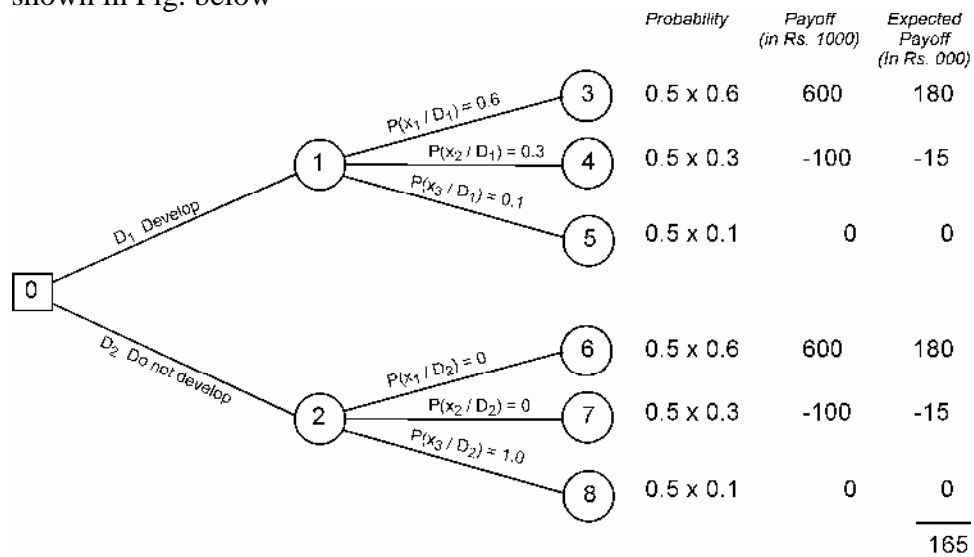 shown in Fig. below
Probability Payoff (in Rs. 1000) Expected Payoff (in Rs. 000)
3 0.5 x 0.6 600 180
P(x1 / D1) = 0.6
1 P(x2 / D1) = 0.3 4 0.5 x 0.3 -100 -15
P(x3 / D1) = 0.1
5 0.5 x 0.1 0 0
D1 Develop
0
D2 Do not develop
6 0.5 x 0.6 600 180
P(x1 / D2) = 0
2 P(x2 / D2) = 0 7 0.5 x 0.3 -100 -15
P(x3 / D2) = 1.0
8 0.5 x 0.1 0 0
165